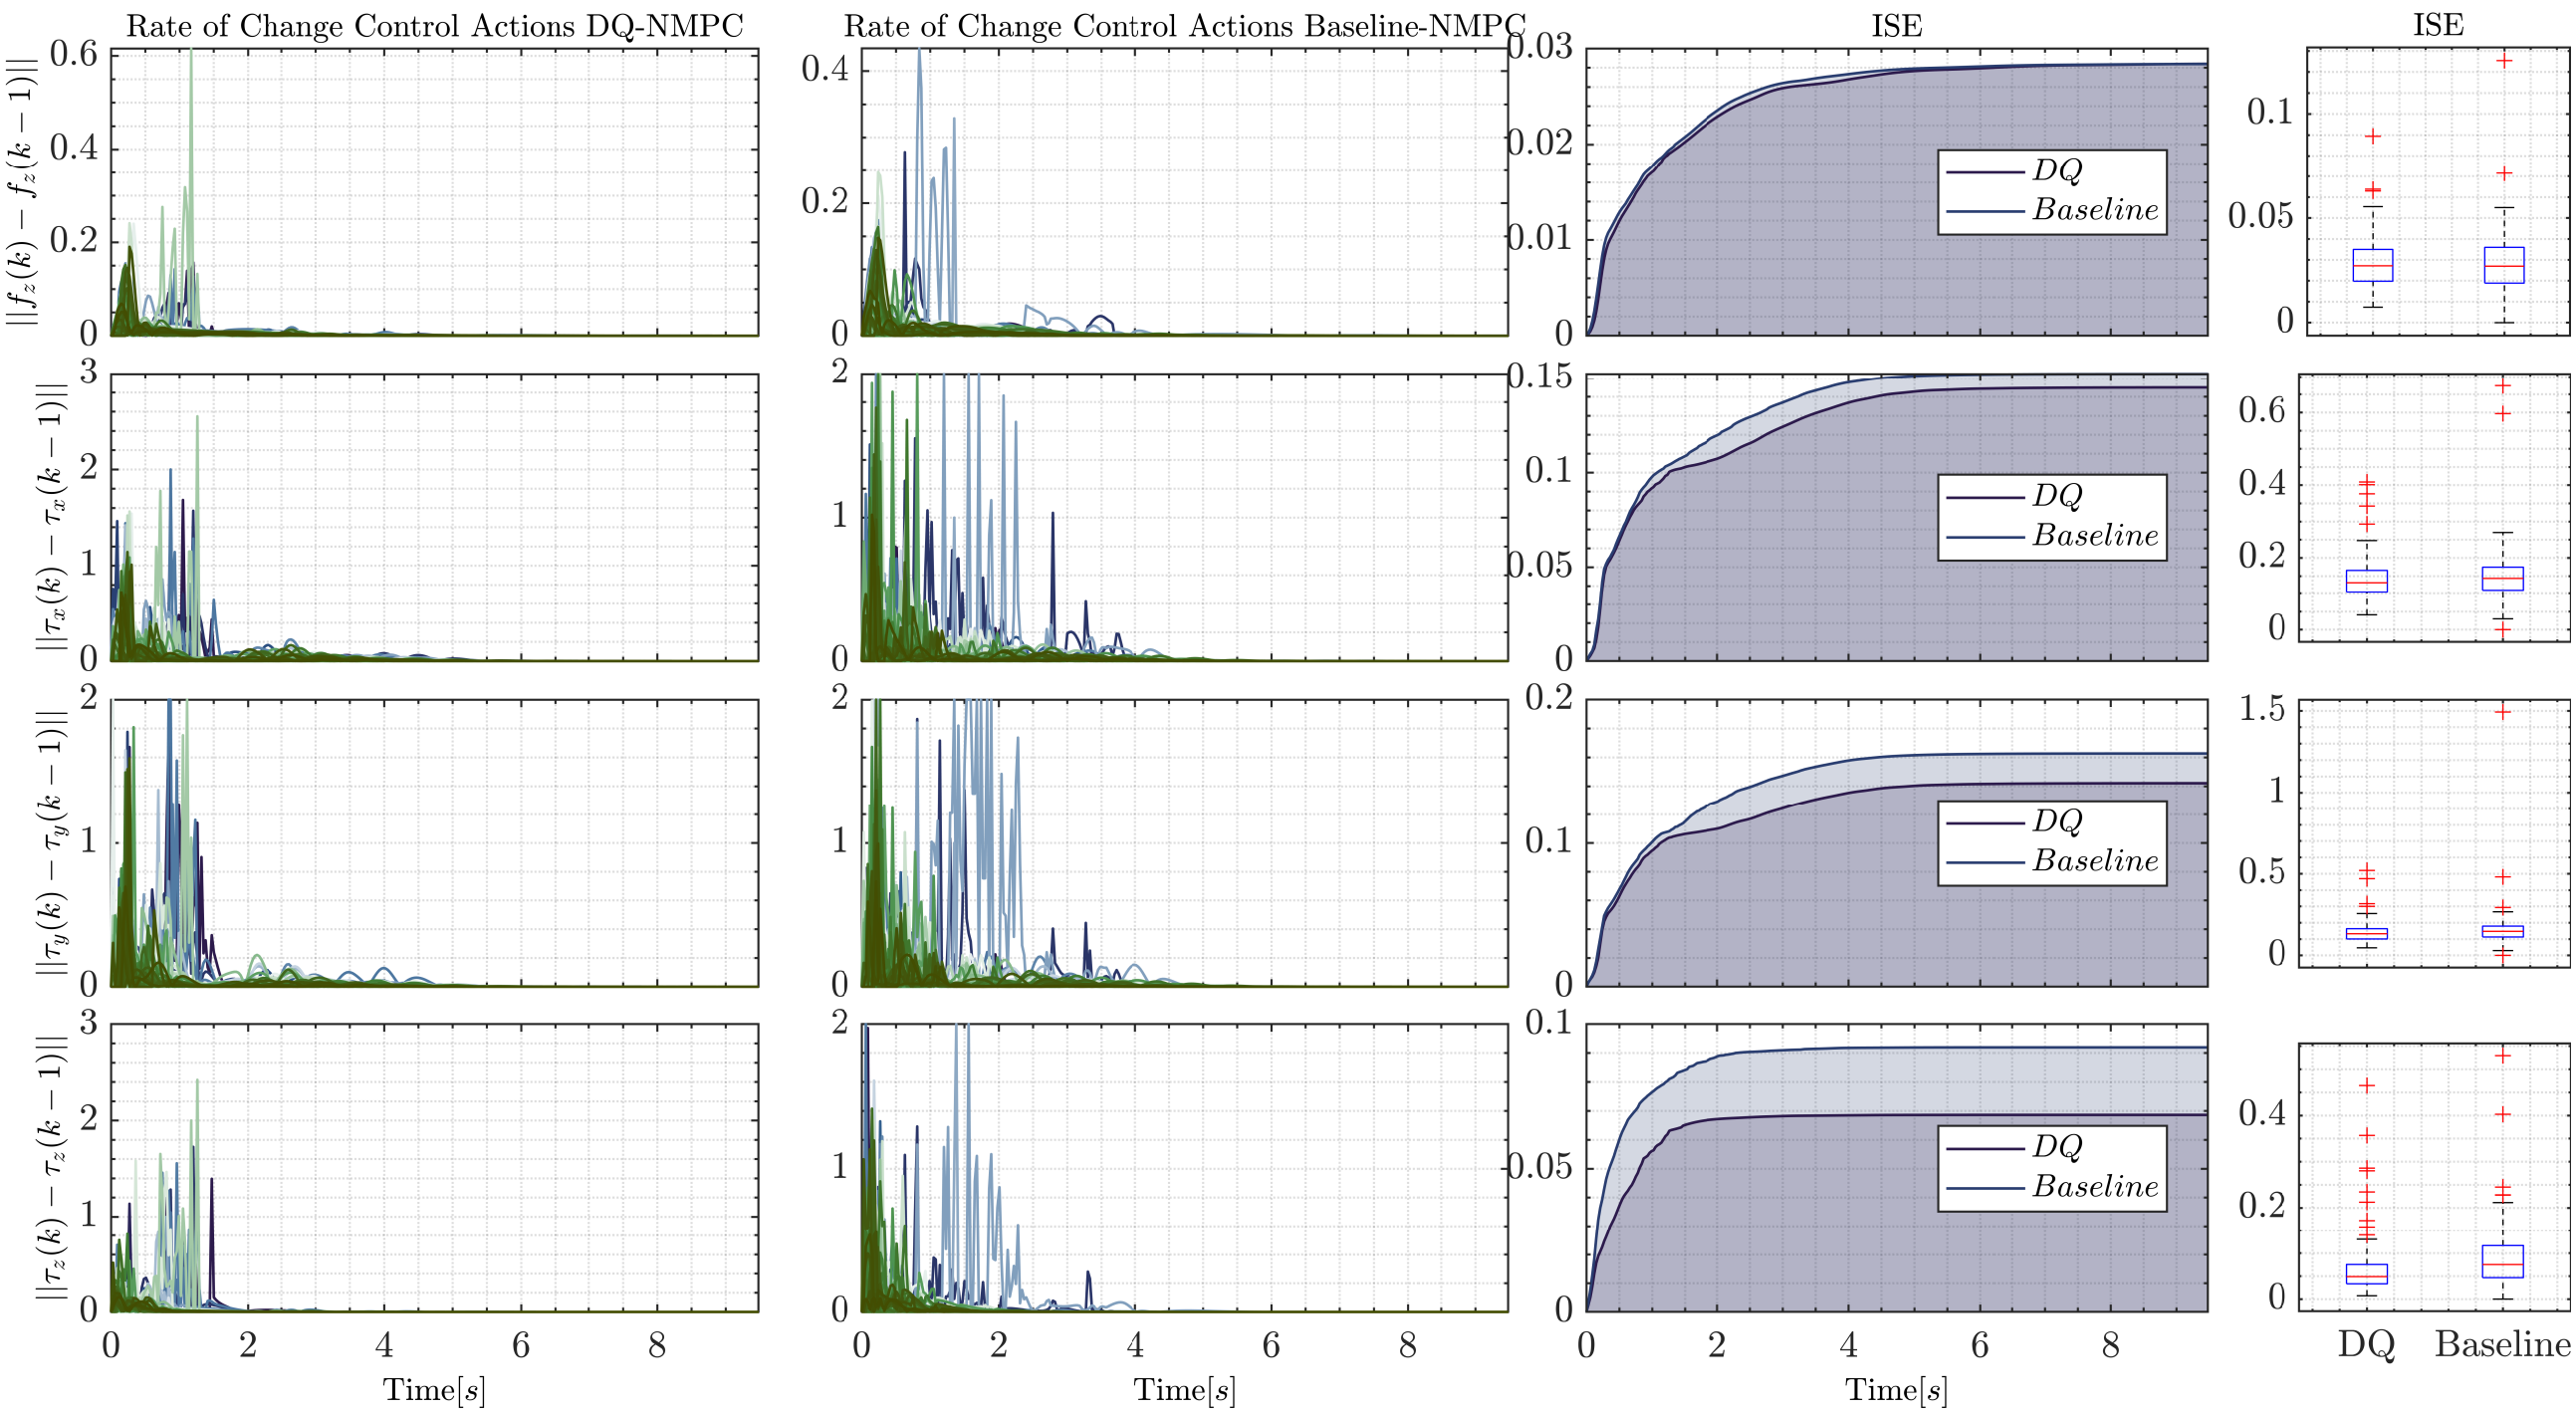 Rate of Change Control Actions DQ-NMPC
Rate of Change Control Actions Baseline-NMPC
ISE
ISE
||f_z(k) − f_z(k − 1)||
0.6
0.4
0.2
0
0.4
0.2
0
0.03
0.02
0.01
0
DQ
Baseline
0.1
0.05
0
||τ_x(k) − τ_x(k − 1)||
3
2
1
0
2
1
0
0.15
0.1
0.05
0
DQ
Baseline
0.6
0.4
0.2
0
||τ_y(k) − τ_y(k − 1)||
2
1
0
2
1
0
0.2
0.1
0
DQ
Baseline
1.5
1
0.5
0
||τ_z(k) − τ_z(k − 1)||
3
2
1
0
2
1
0
0.1
0.05
0
DQ
Baseline
0.4
0.2
0
0 2 4 6 8
0 2 4 6 8
0 2 4 6 8
DQ Baseline
Time[s]
Time[s]
Time[s]